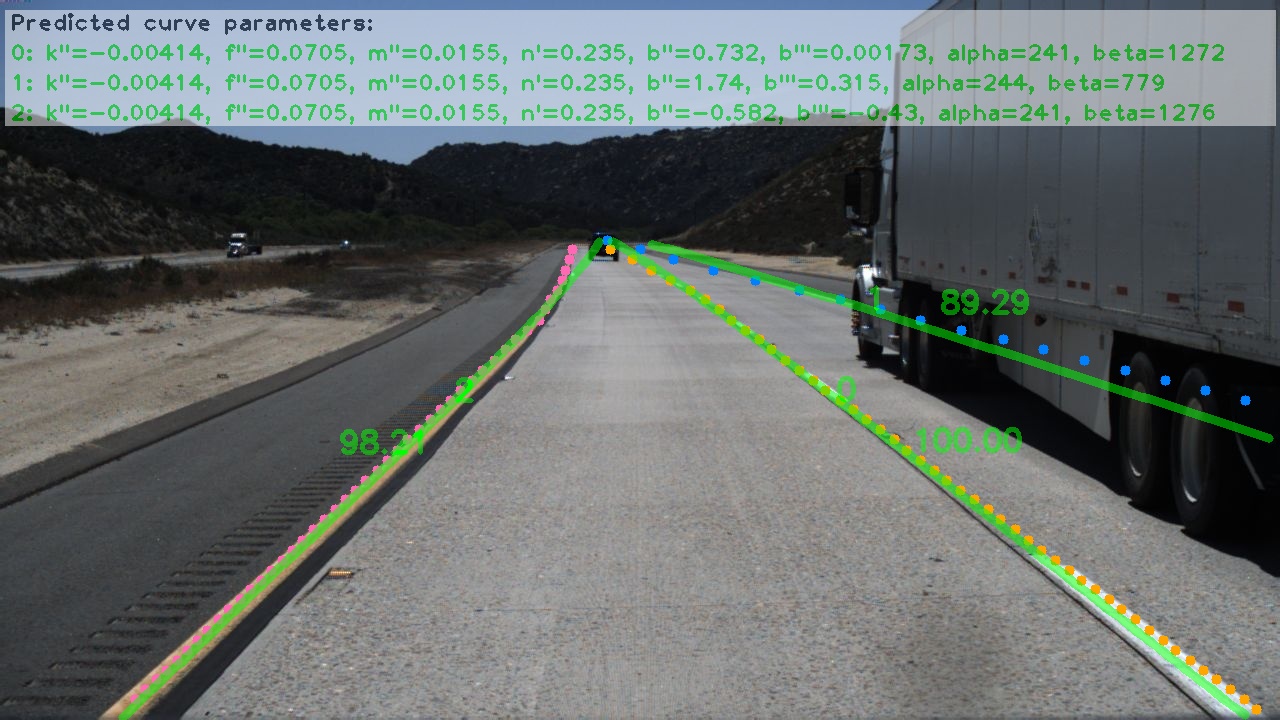 Predicted curve parameters:
0: k''=-0.00414, f''=0.0705, m''=0.0155, n'=0.235, b''=0.732, b'''=0.00173, alpha=241, beta=1272
1: k''=-0.00414, f''=0.0705, m''=0.0155, n'=0.235, b''=1.74, b'''=0.315, alpha=244, beta=779
2: k''=-0.00414, f''=0.0705, m''=0.0155, n'=0.235, b''=-0.582, b'''=-0.43, alpha=241, beta=1276
1
89.29
2
0
98.21
100.00